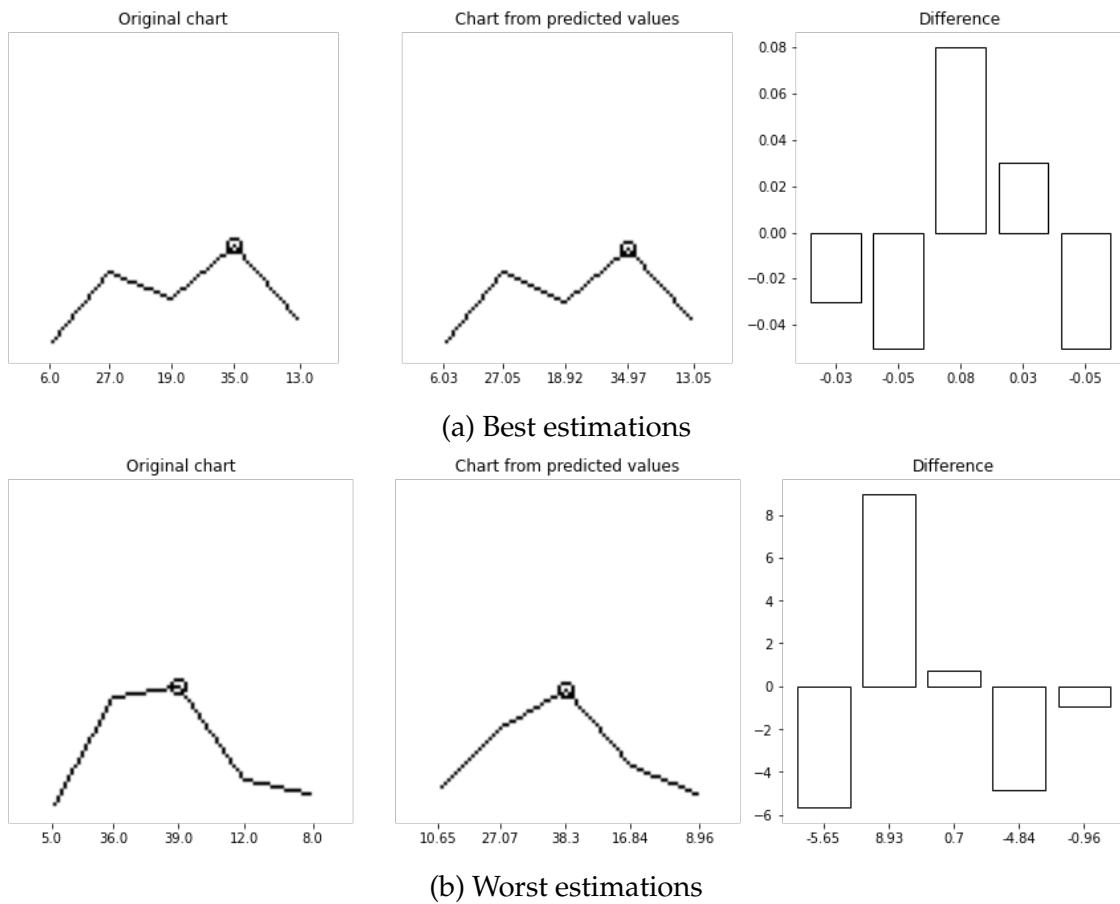 Original chart
Chart from predicted values
Difference
0.08
0.06
0.04
0.02
0.00
−0.02
−0.04
6.0 27.0 19.0 35.0 13.0
6.03 27.05 18.92 34.97 13.05
-0.03 -0.05 0.08 0.03 -0.05
(a) Best estimations
Original chart
Chart from predicted values
Difference
8
6
4
2
0
−2
−4
−6
5.0 36.0 39.0 12.0 8.0
10.65 27.07 38.3 16.84 8.96
-5.65 8.93 0.7 -4.84 -0.96
(b) Worst estimations